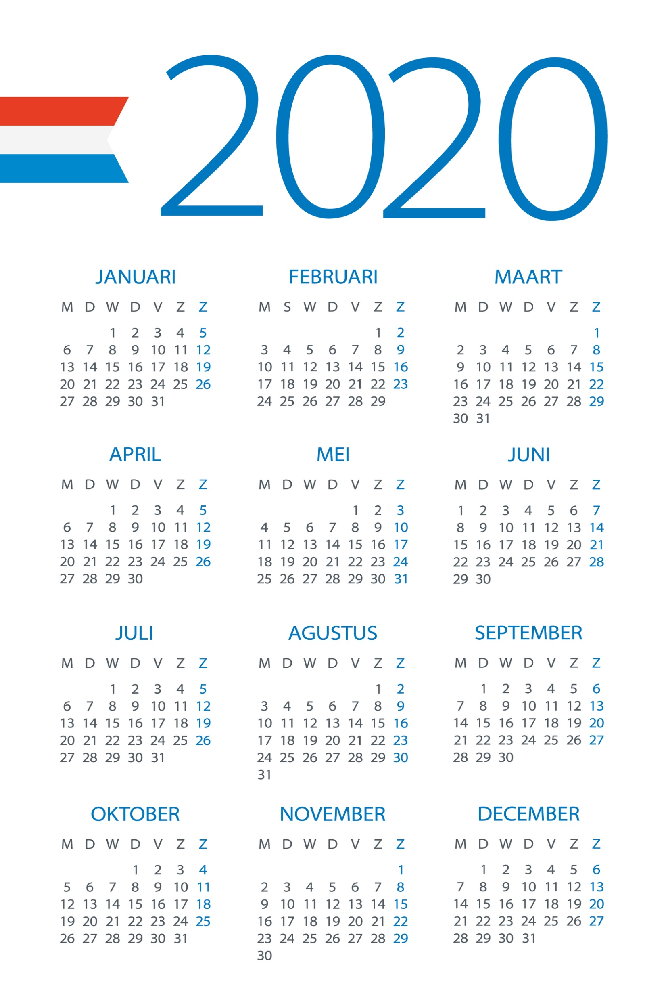 2020
JANUARI
M D W D V Z Z
1 2 3 4 5
6 7 8 9 10 11 12
13 14 15 16 17 18 19
20 21 22 23 24 25 26
27 28 29 30 31
FEBRUARI
M S W D V Z Z
1 2
3 4 5 6 7 8 9
10 11 12 13 14 15 16
17 18 19 20 21 22 23
24 25 26 27 28 29
MAART
M D W D V Z Z
1
2 3 4 5 6 7 8
9 10 11 12 13 14 15
16 17 18 19 20 21 22
23 24 25 26 27 28 29
30 31
APRIL
M D W D V Z Z
1 2 3 4 5
6 7 8 9 10 11 12
13 14 15 16 17 18 19
20 21 22 23 24 25 26
27 28 29 30
MEI
M D W D V Z Z
1 2 3
4 5 6 7 8 9 10
11 12 13 14 15 16 17
18 19 20 21 22 23 24
25 26 27 28 29 30 31
JUNI
M D W D V Z Z
1 2 3 4 5 6 7
8 9 10 11 12 13 14
15 16 17 18 19 20 21
22 23 24 25 26 27 28
29 30
JULI
M D W D V Z Z
1 2 3 4 5
6 7 8 9 10 11 12
13 14 15 16 17 18 19
20 21 22 23 24 25 26
27 28 29 30 31
AGUSTUS
M D W D V Z Z
1 2
3 4 5 6 7 8 9
10 11 12 13 14 15 16
17 18 19 20 21 22 23
24 25 26 27 28 29 30
31
SEPTEMBER
M D W D V Z Z
1 2 3 4 5 6
7 8 9 10 11 12 13
14 15 16 17 18 19 20
21 22 23 24 25 26 27
28 29 30
OKTOBER
M D W D V Z Z
1 2 3 4
5 6 7 8 9 10 11
12 13 14 15 16 17 18
19 20 21 22 23 24 25
26 27 28 29 30 31
NOVEMBER
M D W D V Z Z
1
2 3 4 5 6 7 8
9 10 11 12 13 14 15
16 17 18 19 20 21 22
23 24 25 26 27 28 29
30
DECEMBER
M D W D V Z Z
1 2 3 4 5 6
7 8 9 10 11 12 13
14 15 16 17 18 19 20
21 22 23 24 25 26 27
28 29 30 31